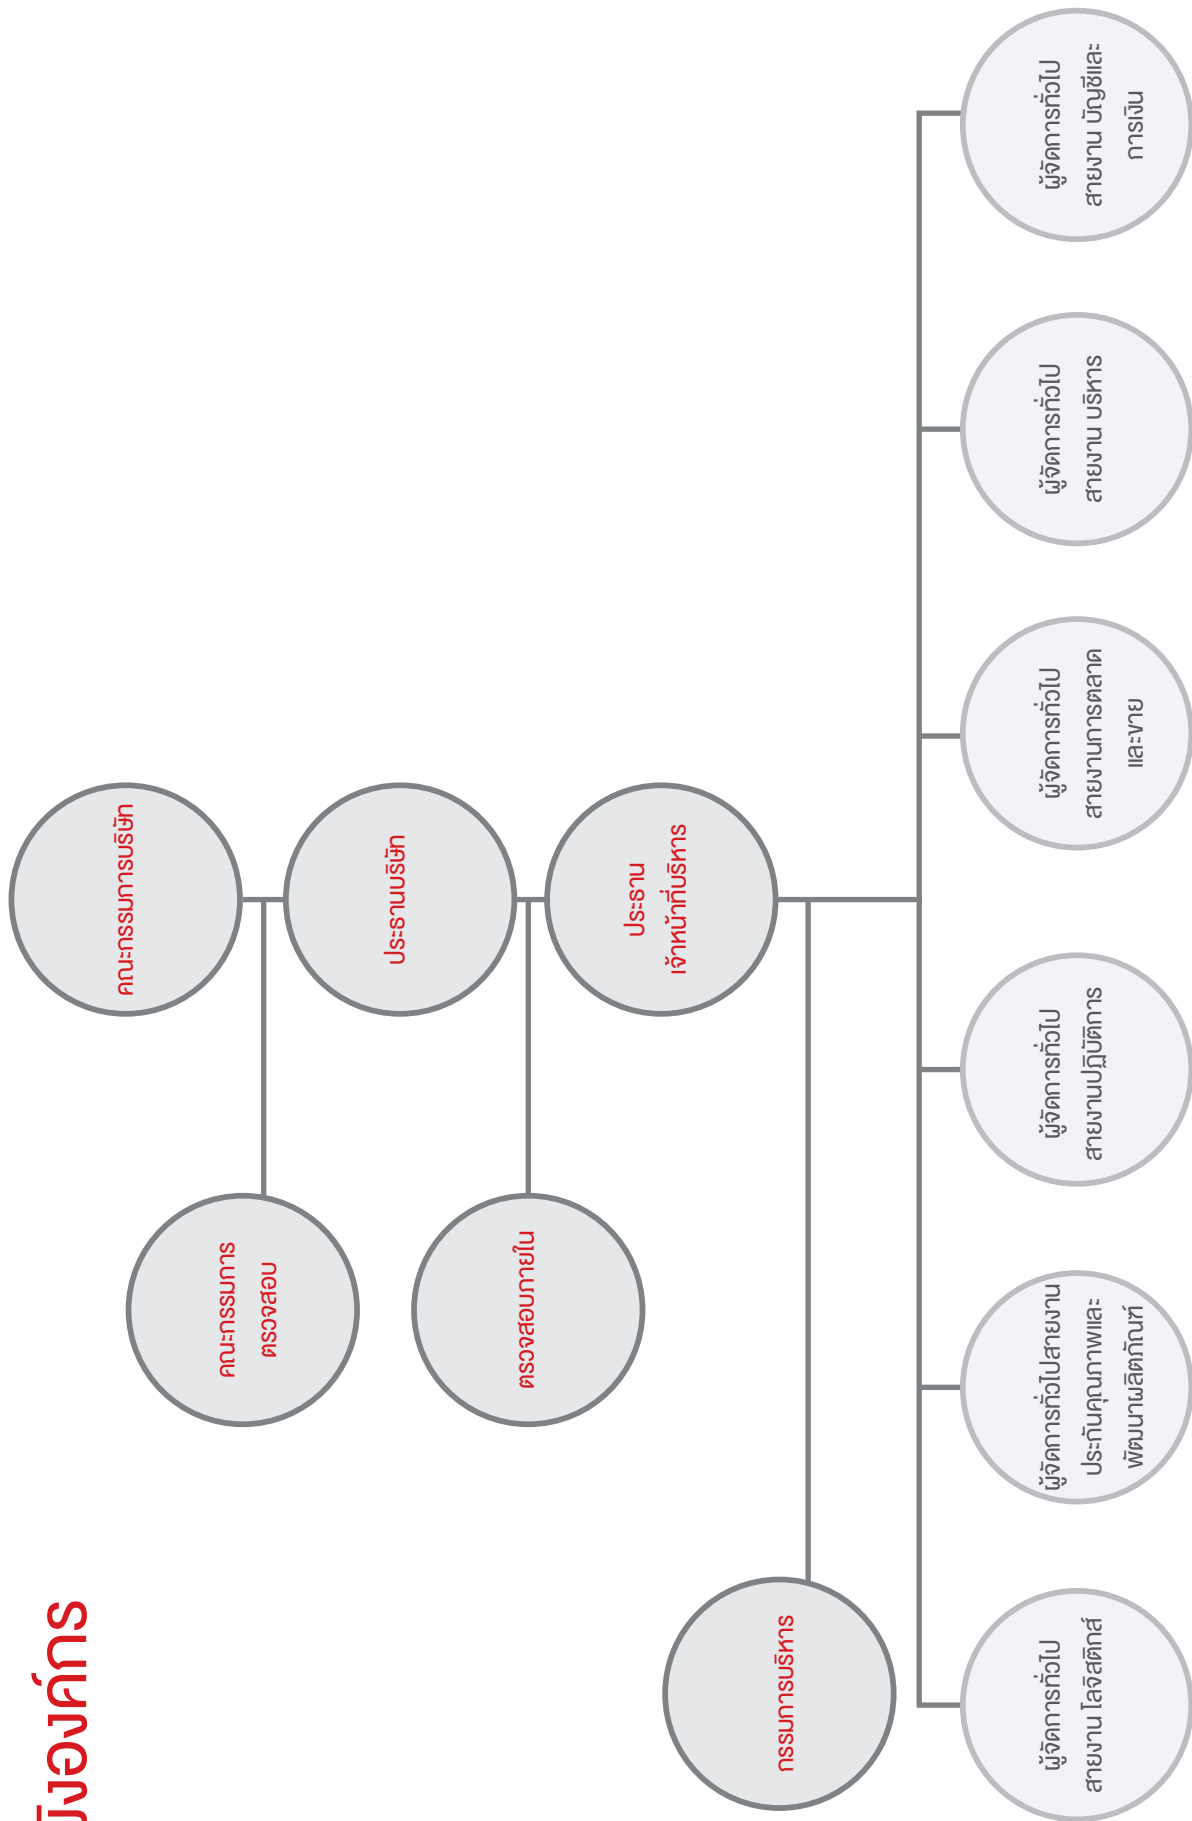 ผังองค์กร
คณะกรรมการบริษัท
คณะกรรมการ
ตรวจสอบ
ประธานบริษัท
ตรวจสอบภายใน
ประธาน
เจ้าหน้าที่บริหาร
กรรมการบริหาร
ผู้จัดการทั่วไป
สายงาน โลจิสติกส์
ผู้จัดการทั่วไปสายงาน
ประกันคุณภาพและ
พัฒนาผลิตภัณฑ์
ผู้จัดการทั่วไป
สายงานปฏิบัติการ
ผู้จัดการทั่วไป
สายงานการตลาด
และขาย
ผู้จัดการทั่วไป
สายงาน บริหาร
ผู้จัดการทั่วไป
สายงาน บัญชีและ
การเงิน